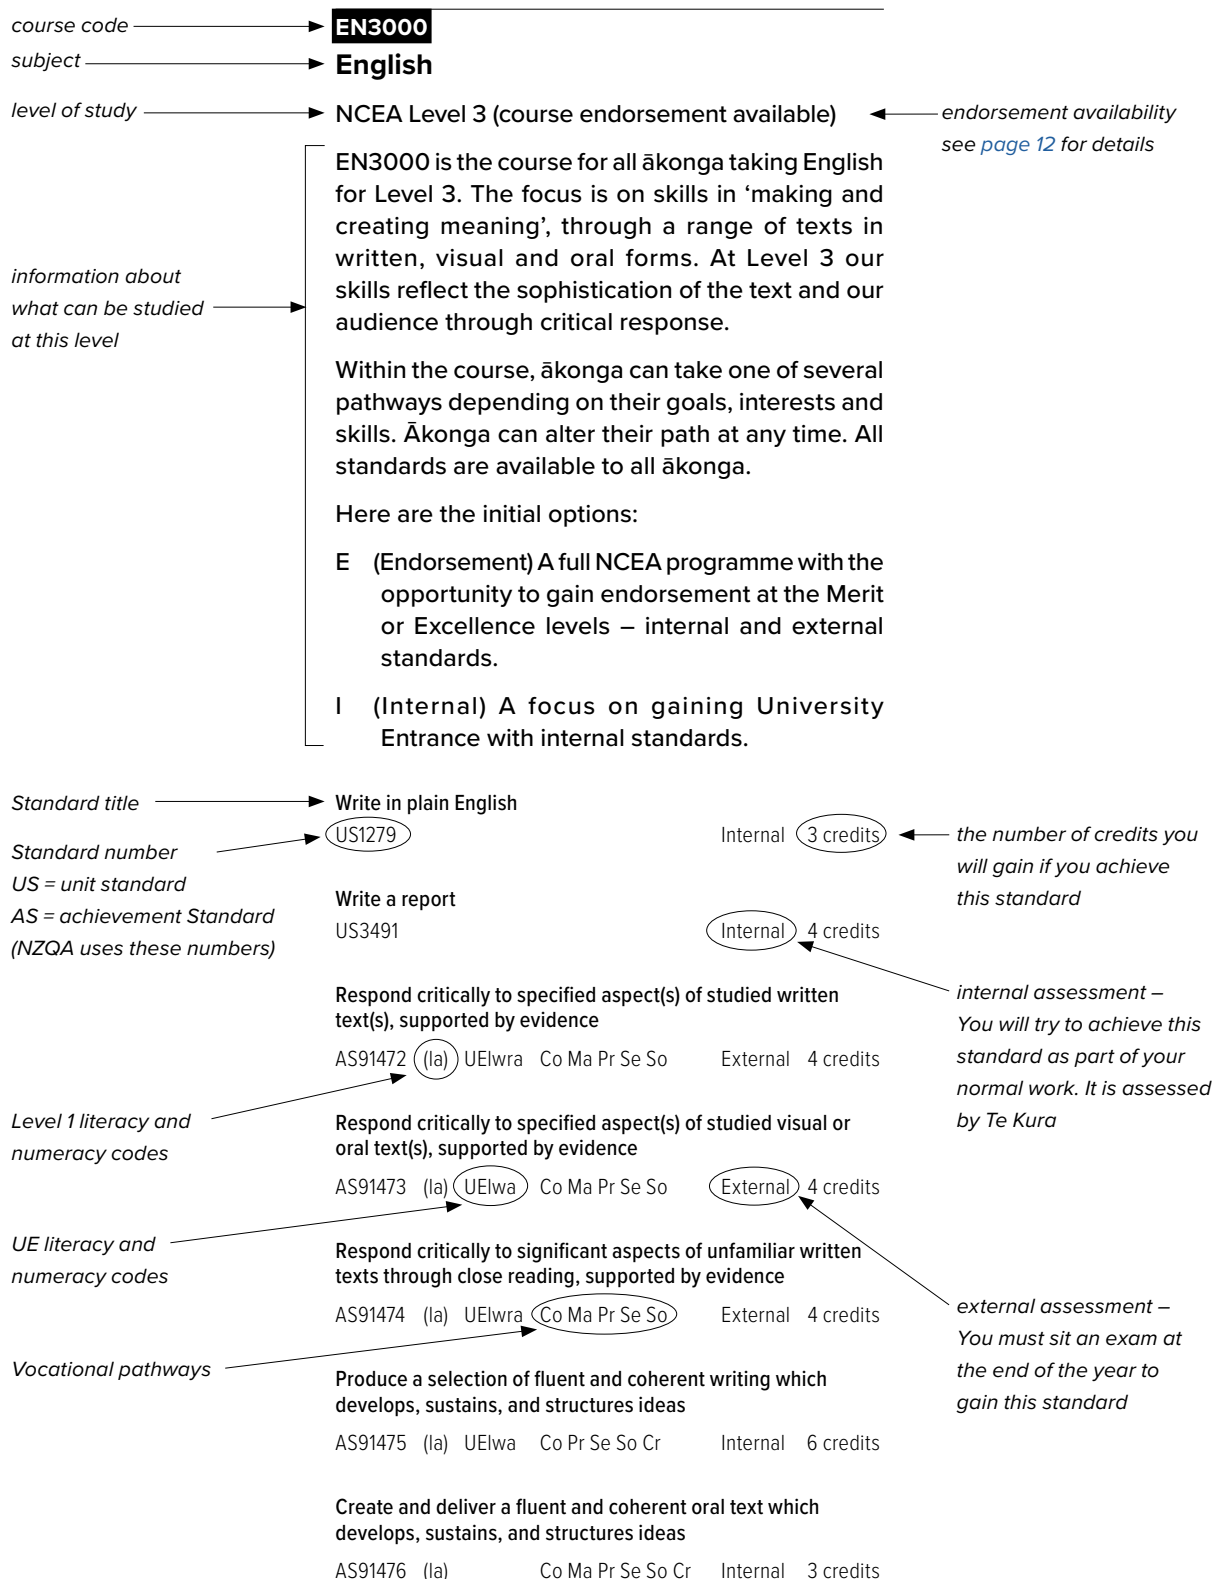 course code
EN3000
subject
English
level of study
NCEA Level 3 (course endorsement available)
endorsement availability
see page 12 for details
EN3000 is the course for all ākonga taking English
for Level 3. The focus is on skills in ‘making and
creating meaning’, through a range of texts in
written, visual and oral forms. At Level 3 our
skills reflect the sophistication of the text and our
audience through critical response.
information about
what can be studied
at this level
Within the course, ākonga can take one of several
pathways depending on their goals, interests and
skills. Ākonga can alter their path at any time. All
standards are available to all ākonga.
Here are the initial options:
E (Endorsement) A full NCEA programme with the
opportunity to gain endorsement at the Merit
or Excellence levels – internal and external
standards.
I (Internal) A focus on gaining University
Entrance with internal standards.
Standard title
Write in plain English
US1279 Internal 3 credits
Standard number
US = unit standard
AS = achievement Standard
(NZQA uses these numbers)
the number of credits you
will gain if you achieve
this standard
Write a report
US3491 Internal 4 credits
internal assessment –
You will try to achieve this
standard as part of your
normal work. It is assessed
by Te Kura
Respond critically to specified aspect(s) of studied written
text(s), supported by evidence
AS91472 (la) UElwra Co Ma Pr Se So External 4 credits
Level 1 literacy and
numeracy codes
Respond critically to specified aspect(s) of studied visual or
oral text(s), supported by evidence
AS91473 (la) UElwa Co Ma Pr Se So External 4 credits
UE literacy and
numeracy codes
Respond critically to significant aspects of unfamiliar written
texts through close reading, supported by evidence
AS91474 (la) UElwra Co Ma Pr Se So External 4 credits
external assessment –
You must sit an exam at
the end of the year to
gain this standard
Vocational pathways
Produce a selection of fluent and coherent writing which
develops, sustains, and structures ideas
AS91475 (la) UElwa Co Pr Se So Cr Internal 6 credits
Create and deliver a fluent and coherent oral text which
develops, sustains, and structures ideas
AS91476 (la) Co Ma Pr Se So Cr Internal 3 credits